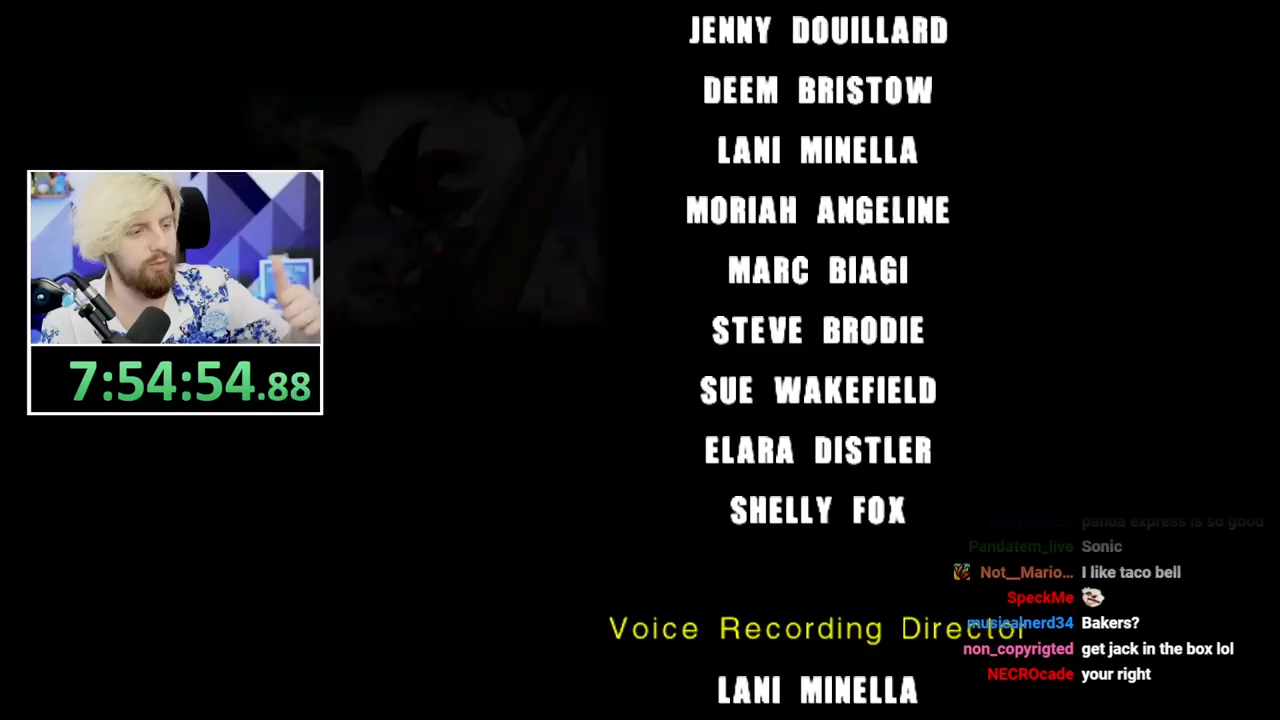 JENNY DOUILLARD
DEEM BRISTOW
LANI MINELLA
MORIAH ANGELINE
MARC BIAGI
STEVE BRODIE
SUE WAKEFIELD
ELARA DISTLER
SHELLY FOX
Voice Recording Director
LANI MINELLA
7:54:54.88
panda express is so good
Pandatem_live Sonic
Not__Mario... I like taco bell
SpeckMe
musicalnerd34 Bakers?
non_copyrigted get jack in the box lol
NECROcade your right